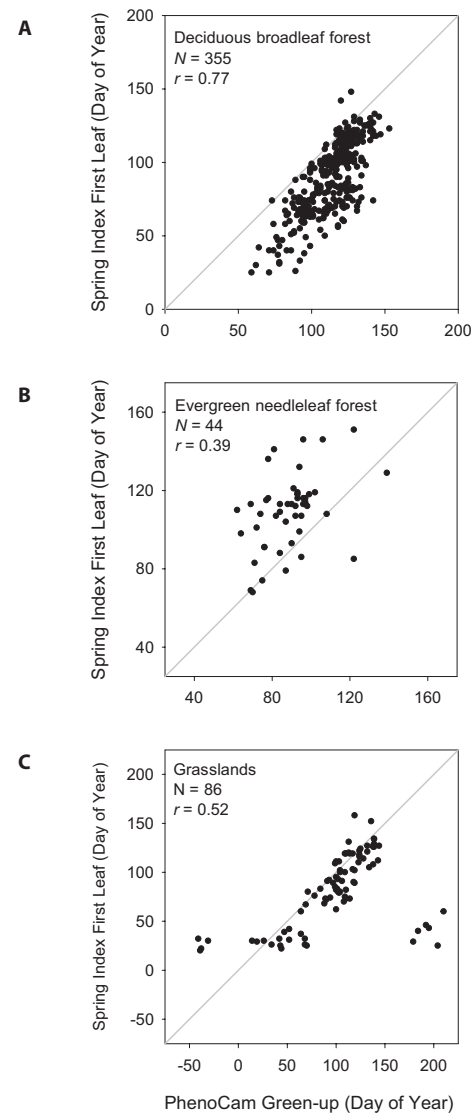 A
Deciduous broadleaf forest
N = 355
r = 0.77
Spring Index First Leaf (Day of Year)
200
150
100
50
0
0 50 100 150 200
B
Evergreen needleleaf forest
N = 44
r = 0.39
Spring Index First Leaf (Day of Year)
160
120
80
40
40 80 120 160
C
Grasslands
N = 86
r = 0.52
Spring Index First Leaf (Day of Year)
200
150
100
50
0
-50
-50 0 50 100 150 200
PhenoCam Green-up (Day of Year)